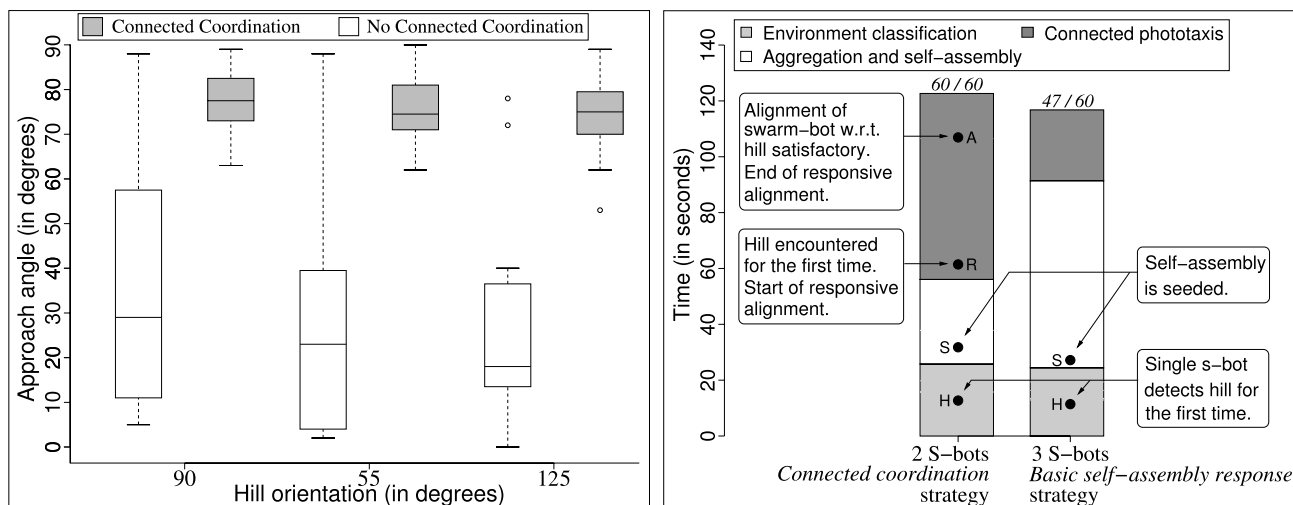 Connected Coordination
No Connected Coordination
Approach angle (in degrees)
90
80
70
60
50
40
30
20
10
0
90
55
125
Hill orientation (in degrees)
Environment classification
Connected phototaxis
Aggregation and self−assembly
Time (in seconds)
140
120
100
80
60
40
20
0
60 / 60
47 / 60
Alignment of
swarm−bot w.r.t.
hill satisfactory.
End of responsive
alignment.
A
Hill encountered
for the first time.
Start of responsive
alignment.
R
Self−assembly
is seeded.
S
S
Single s−bot
detects hill for
the first time.
H
H
2 S−bots
Connected coordination
strategy
3 S−bots
Basic self−assembly response
strategy